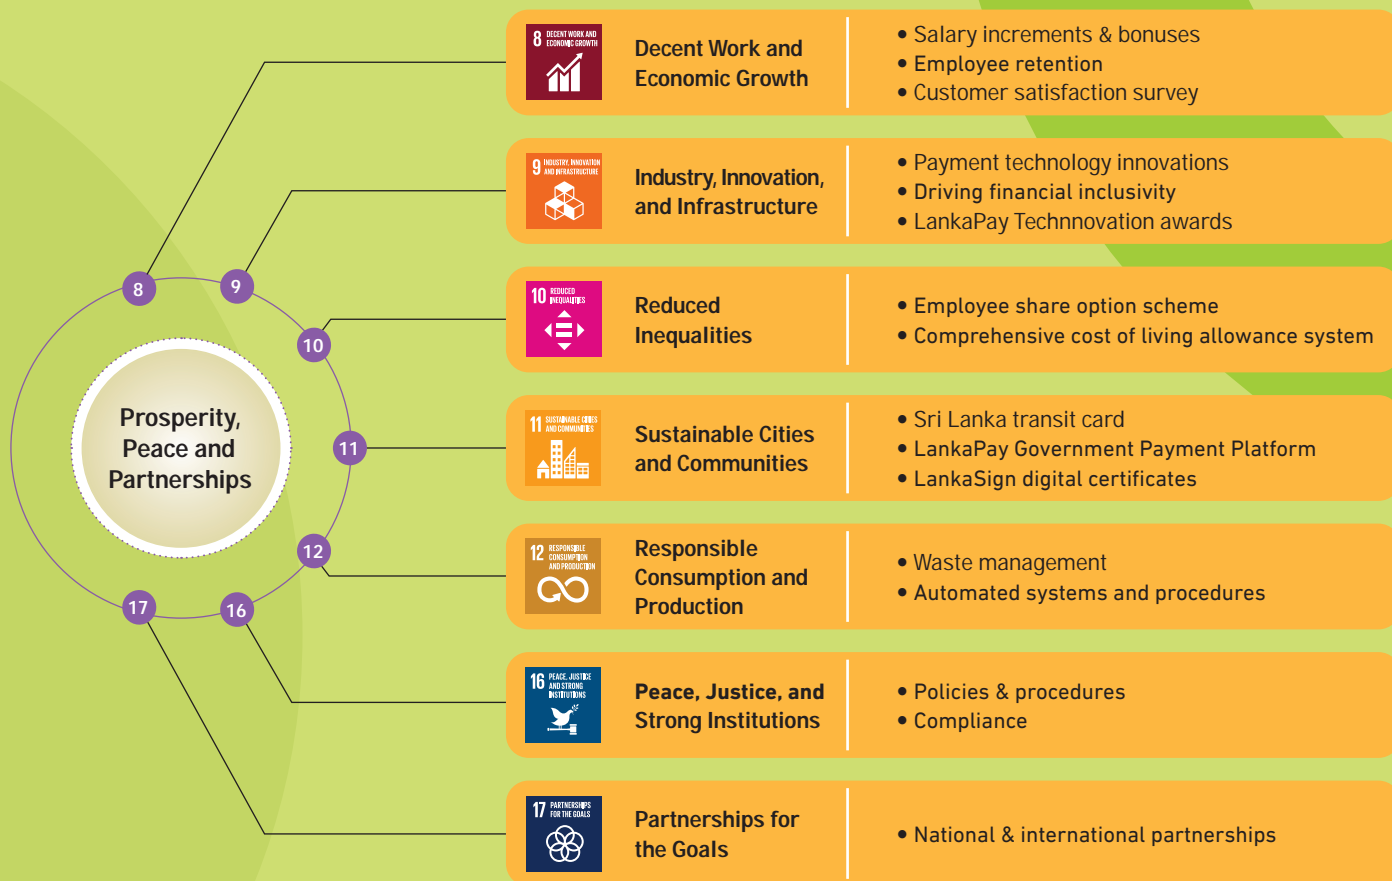 8 DECENT WORK AND
ECONOMIC GROWTH
Decent Work and
Economic Growth
• Salary increments & bonuses
• Employee retention
• Customer satisfaction survey
9 INDUSTRY, INNOVATION
AND INFRASTRUCTURE
Industry, Innovation,
and Infrastructure
• Payment technology innovations
• Driving financial inclusivity
• LankaPay Technnovation awards
10 REDUCED
INEQUALITIES
Reduced
Inequalities
• Employee share option scheme
• Comprehensive cost of living allowance system
11 SUSTAINABLE CITIES
AND COMMUNITIES
Sustainable Cities
and Communities
• Sri Lanka transit card
• LankaPay Government Payment Platform
• LankaSign digital certificates
12 RESPONSIBLE
CONSUMPTION
AND PRODUCTION
Responsible
Consumption and
Production
• Waste management
• Automated systems and procedures
16 PEACE, JUSTICE
AND STRONG
INSTITUTIONS
Peace, Justice, and
Strong Institutions
• Policies & procedures
• Compliance
17 PARTNERSHIPS
FOR THE GOALS
Partnerships for
the Goals
• National & international partnerships
8
9
10
11
12
16
17
Prosperity,
Peace and
Partnerships